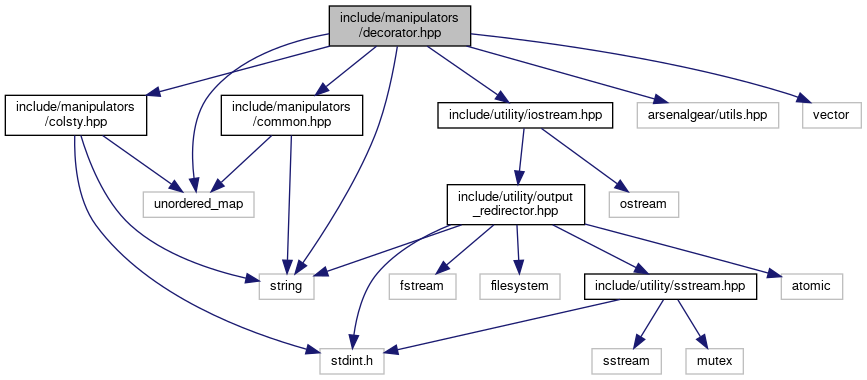 include/manipulators
/decorator.hpp
include/manipulators
/colsty.hpp
include/manipulators
/common.hpp
include/utility/iostream.hpp
arsenalgear/utils.hpp
vector
unordered_map
include/utility/output
_redirector.hpp
ostream
string
fstream
filesystem
include/utility/sstream.hpp
atomic
stdint.h
sstream
mutex